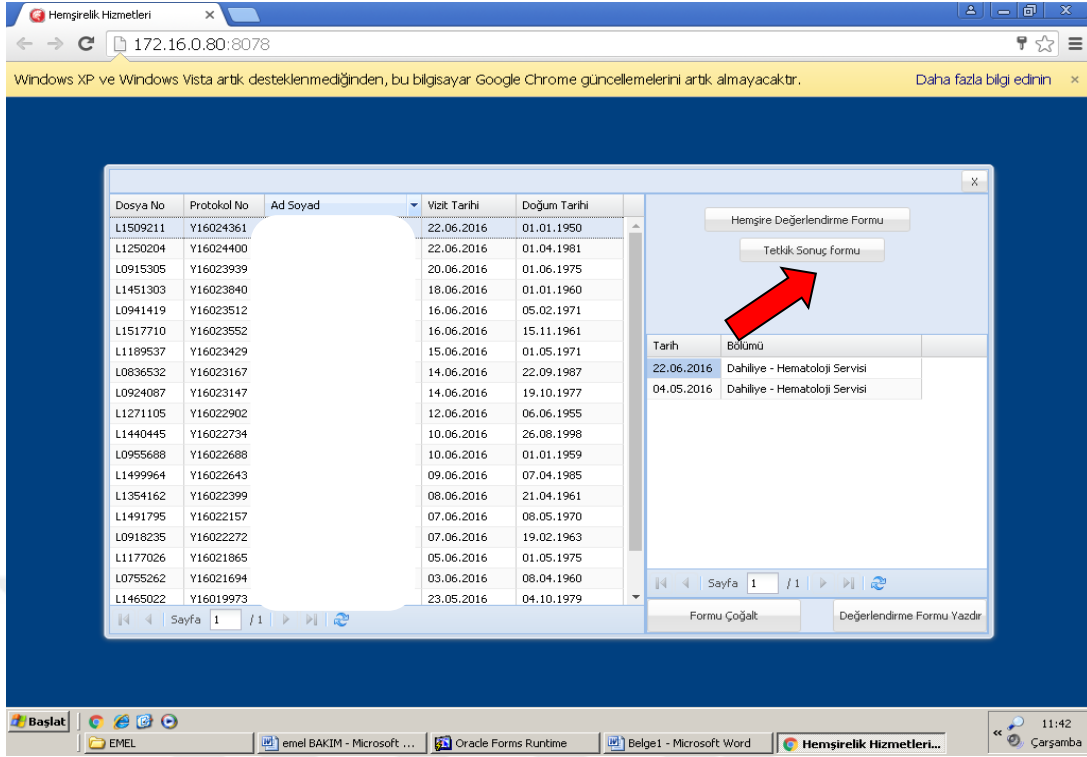 Hemşirelik Hizmetleri
172.16.0.80:8078
Windows XP ve Windows Vista artık desteklenmediğinden, bu bilgisayar Google Chrome güncellemelerini artık almayacaktır. Daha fazla bilgi edinin
X
Dosya No Protokol No Ad Soyad Vizit Tarihi Doğum Tarihi
L1509211 Y16024361 22.06.2016 01.01.1950
L1250204 Y16024400 22.06.2016 01.04.1981
L0915305 Y16023939 20.06.2016 01.06.1975
L1451303 Y16023840 18.06.2016 01.01.1960
L0941419 Y16023512 16.06.2016 05.02.1971
L1517710 Y16023552 16.06.2016 15.11.1961
L1189537 Y16023429 15.06.2016 01.05.1971
L0836532 Y16023167 14.06.2016 22.09.1987
L0924087 Y16023147 14.06.2016 19.10.1977
L1271105 Y16022902 12.06.2016 06.06.1955
L1440445 Y16022734 10.06.2016 26.08.1998
L0955688 Y16022688 10.06.2016 01.01.1959
L1499964 Y16022643 09.06.2016 07.04.1985
L1354162 Y16022399 08.06.2016 21.04.1961
L1491795 Y16022157 07.06.2016 08.05.1970
L0918235 Y16022272 07.06.2016 19.02.1963
L1177026 Y16021865 05.06.2016 01.05.1975
L0755262 Y16021694 03.06.2016 08.04.1960
L1465022 Y16019973 23.05.2016 04.10.1979
Sayfa 1 / 1
Hemşire Değerlendirme Formu
Tetkik Sonuç formu
Tarih Bölümü
22.06.2016 Dahiliye - Hematoloji Servisi
04.05.2016 Dahiliye - Hematoloji Servisi
Sayfa 1 / 1
Formu Çoğalt Değerlendirme Formu Yazdır
Başlat
EMEL emel BAKIM - Microsoft ... Oracle Forms Runtime Belge1 - Microsoft Word Hemşirelik Hizmetleri...
11:42
Çarşamba